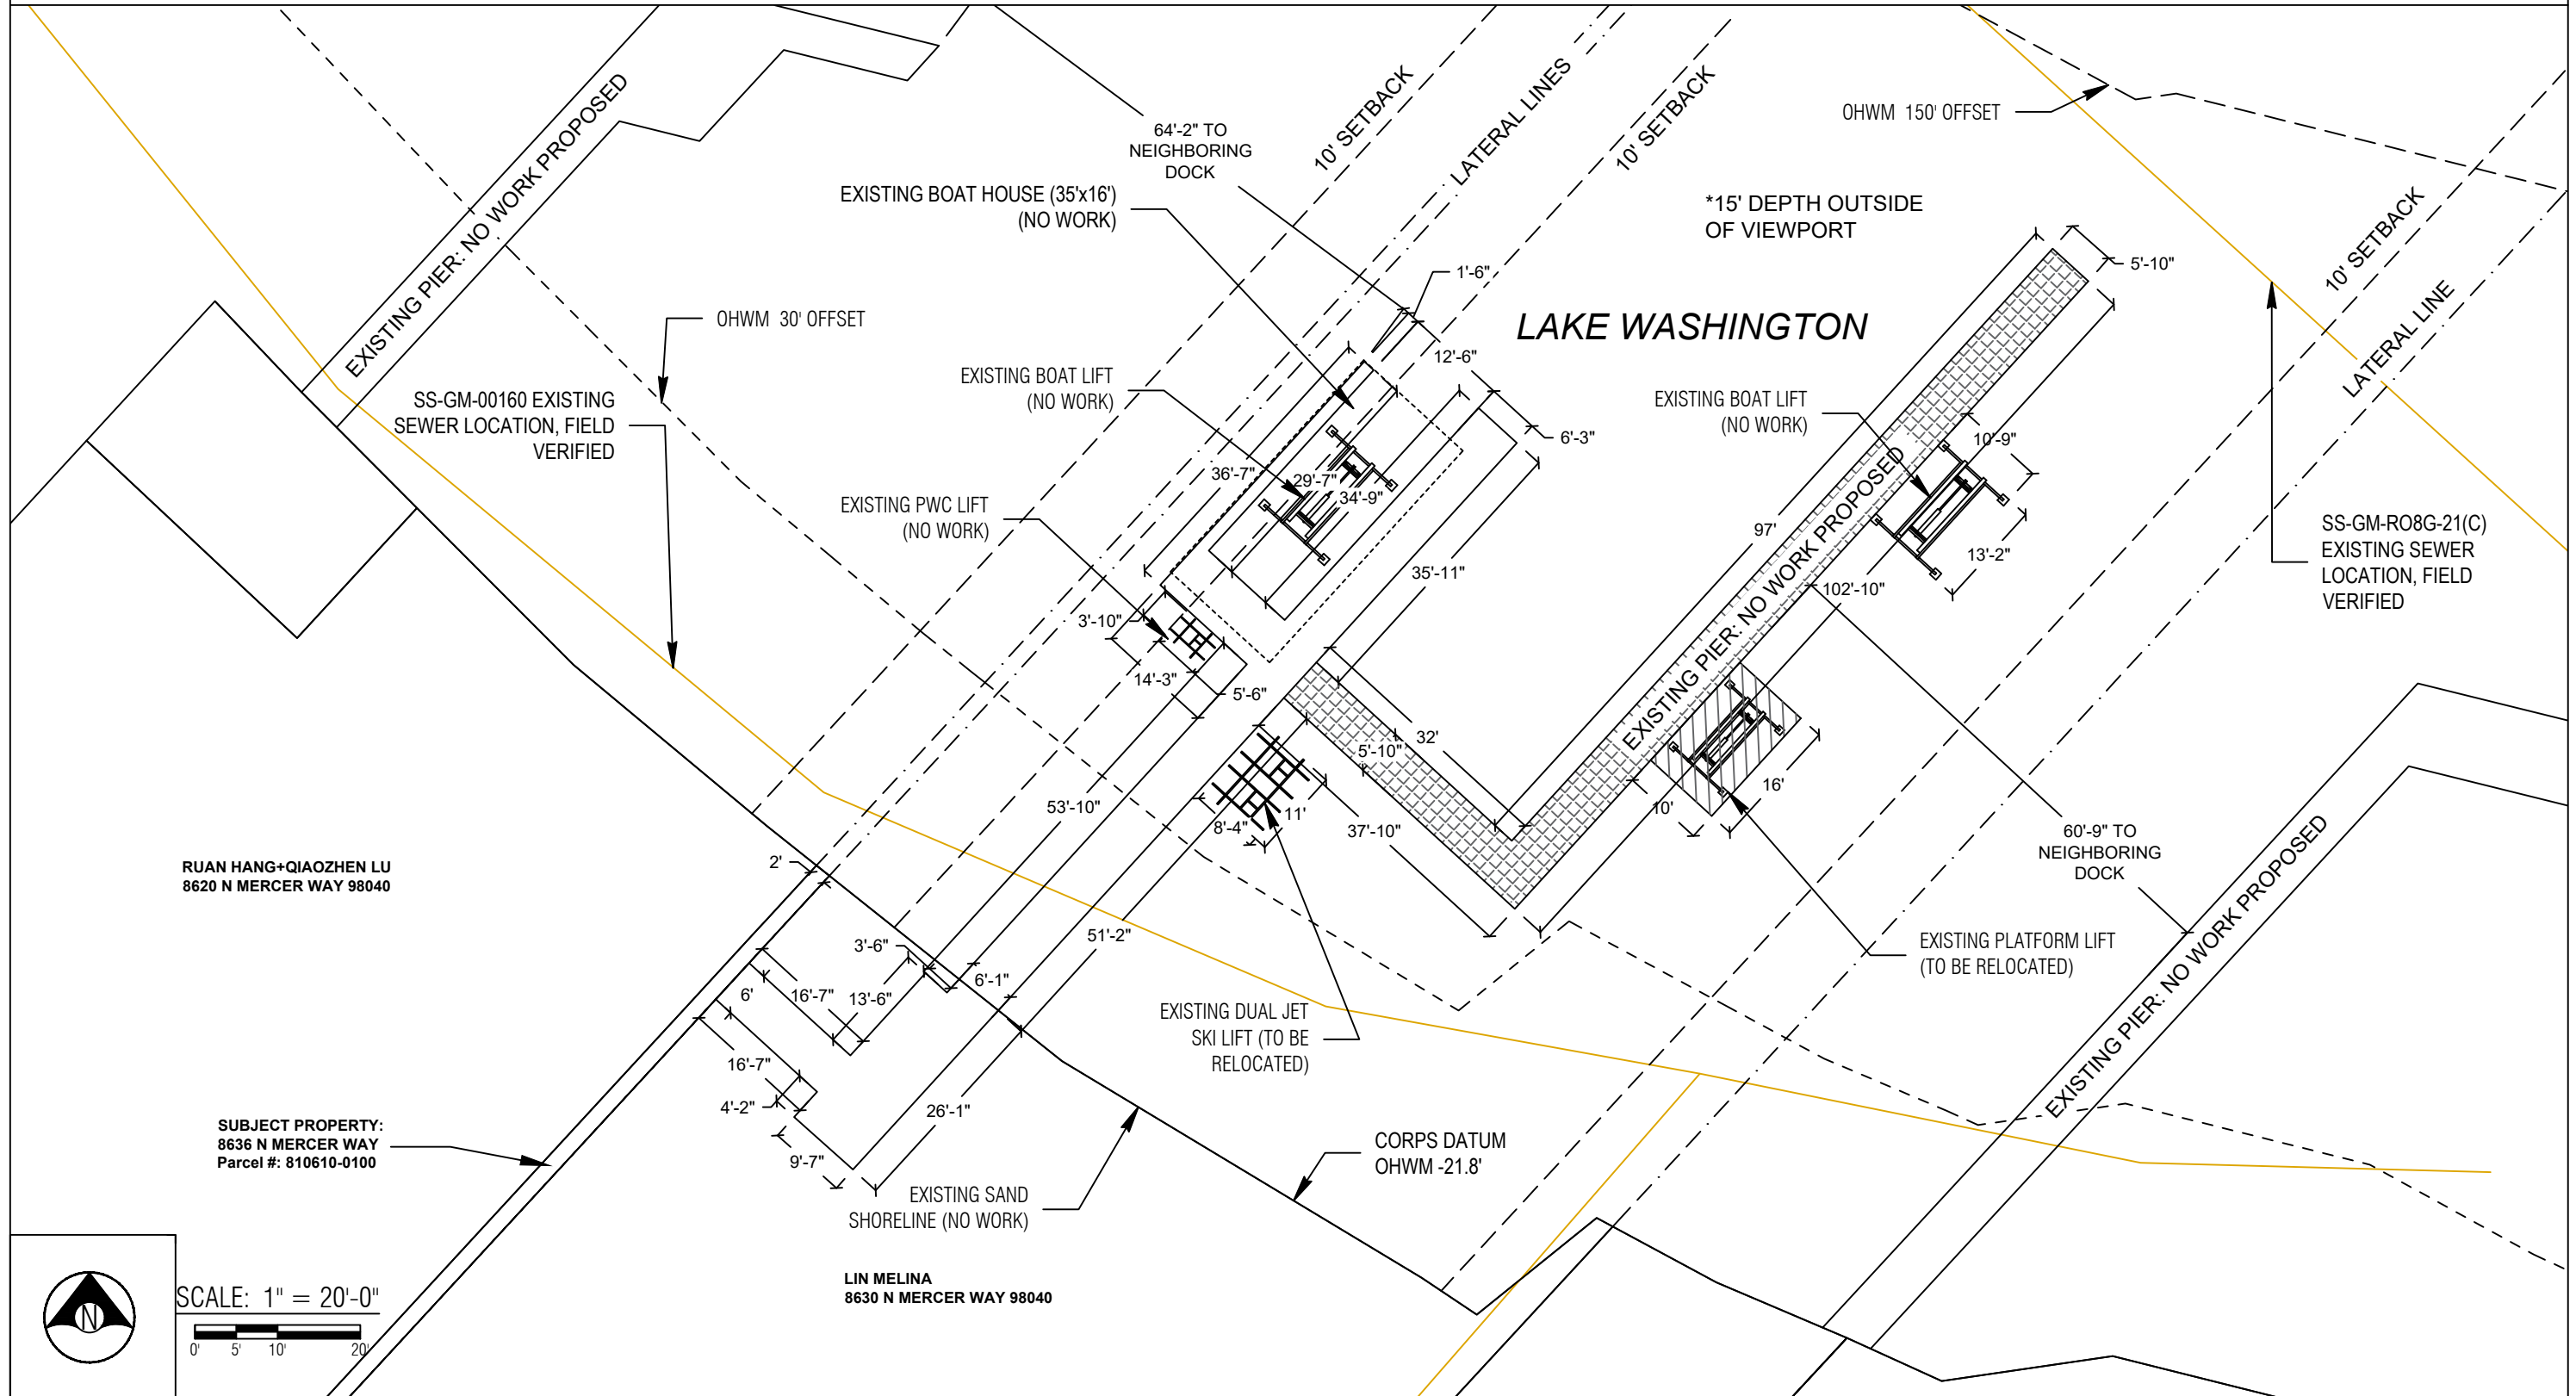 EXISTING PIER: NO WORK PROPOSED
64'-2" TO
NEIGHBORING
DOCK
10' SETBACK
LATERAL LINES
10' SETBACK
OHWM 150' OFFSET
EXISTING BOAT HOUSE (35'x16')
(NO WORK)
*15' DEPTH OUTSIDE
OF VIEWPORT
10' SETBACK
LATERAL LINE
5'-10"
1'-6"
LAKE WASHINGTON
OHWM 30' OFFSET
12'-6"
EXISTING BOAT LIFT
(NO WORK)
EXISTING BOAT LIFT
(NO WORK)
SS-GM-00160 EXISTING
SEWER LOCATION, FIELD
VERIFIED
6'-3"
10'-9"
36'-7"
29'-7"
34'-9"
EXISTING PWC LIFT
(NO WORK)
97'
EXISTING PIER: NO WORK PROPOSED
13'-2"
SS-GM-RO8G-21(C)
EXISTING SEWER
LOCATION, FIELD
VERIFIED
35'-11"
102'-10"
3'-10"
14'-3"
5'-6"
32'
5'-10"
16'
10'
53'-10"
8'-4"
11'
37'-10"
60'-9" TO
NEIGHBORING
DOCK
EXISTING PIER: NO WORK PROPOSED
2'
RUAN HANG+QIAOZHEN LU
8620 N MERCER WAY 98040
51'-2"
3'-6"
6'-1"
EXISTING PLATFORM LIFT
(TO BE RELOCATED)
6'
16'-7"
13'-6"
EXISTING DUAL JET
SKI LIFT (TO BE
RELOCATED)
16'-7"
4'-2"
26'-1"
SUBJECT PROPERTY:
8636 N MERCER WAY
Parcel #: 810610-0100
9'-7"
CORPS DATUM
OHWM -21.8'
EXISTING SAND
SHORELINE (NO WORK)
LIN MELINA
8630 N MERCER WAY 98040
N
SCALE: 1" = 20'-0"
0' 5' 10' 20'